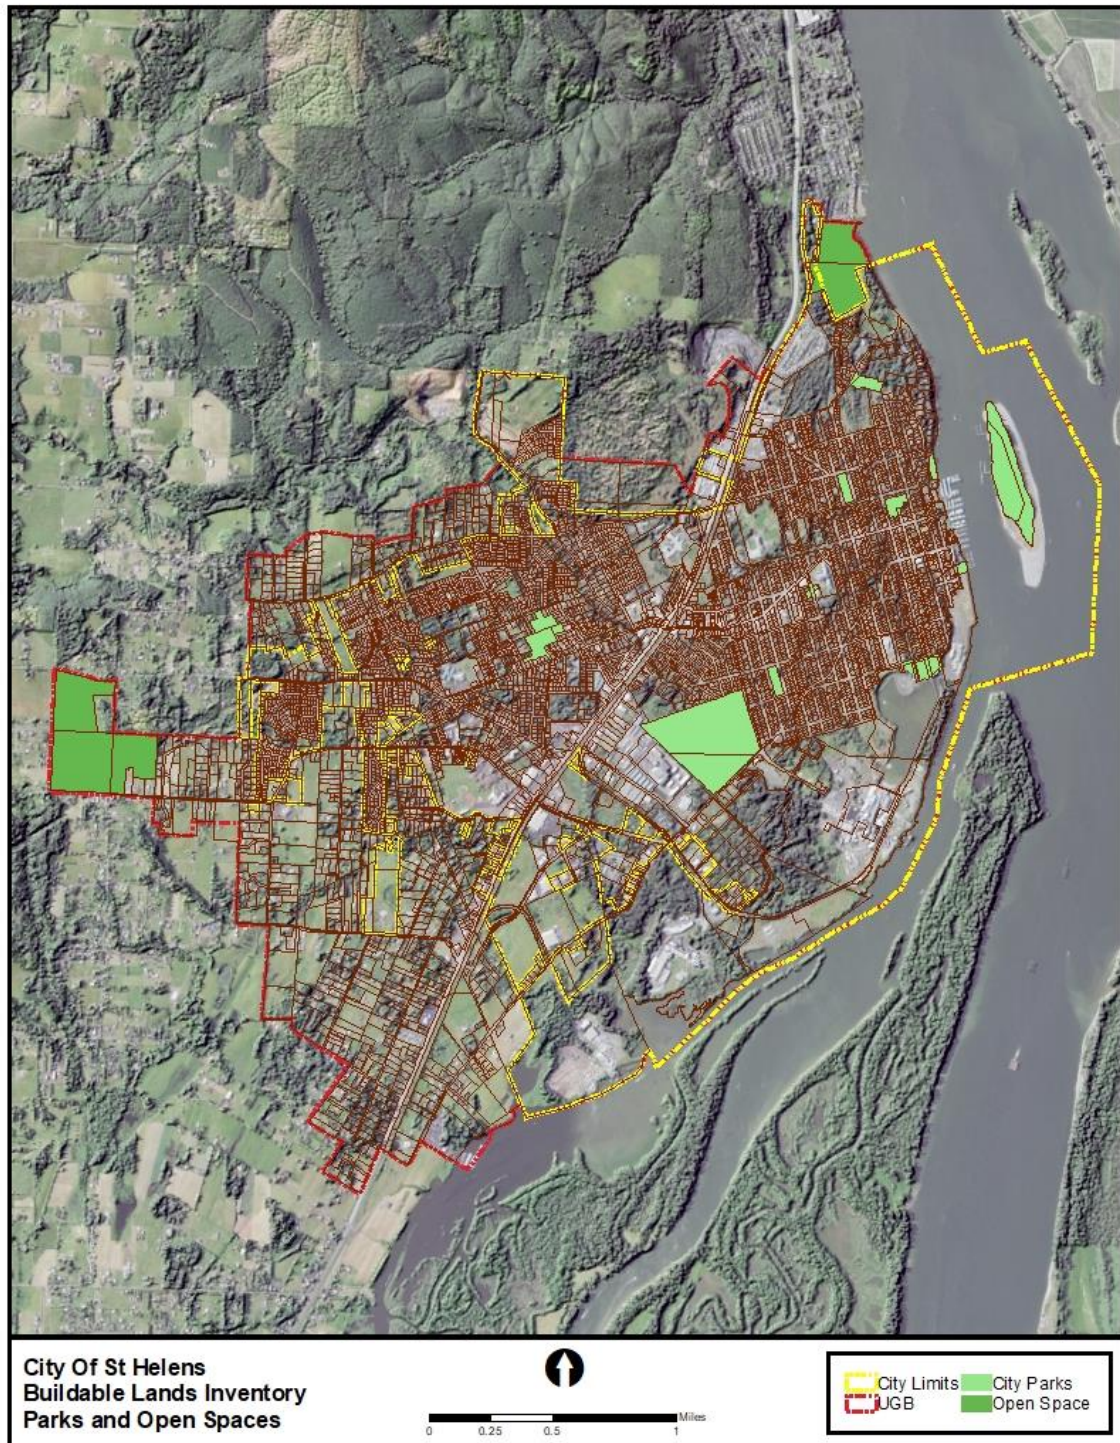 City Of St Helens
Buildable Lands Inventory
Parks and Open Spaces
Miles
0 0.25 0.5 1
City Limits City Parks
UGB Open Space